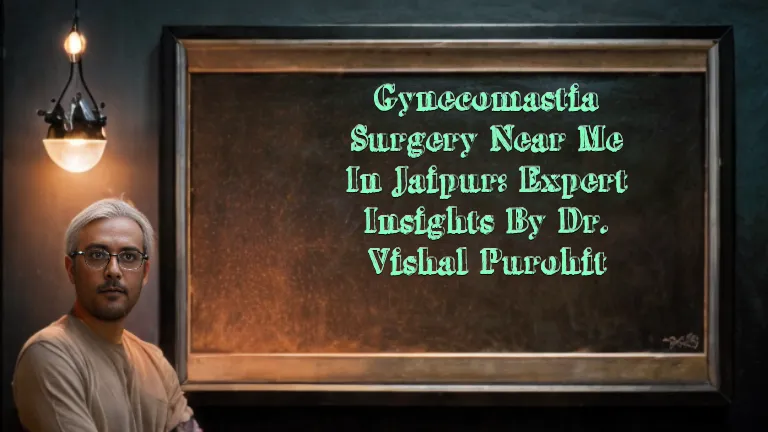 Gynecomastia
Surgery Near Me
In Jaipur: Expert
Insights By Dr.
Vishal Purohit